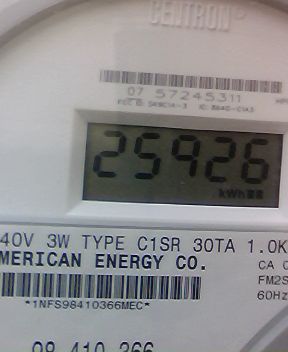 CENTRON®
07 57245311
25926
kWh
40V 3W TYPE C1SR 30TA 1.0K
MERICAN ENERGY CO.
CA 0
FM2S
60Hz
*1NFS98410366MEC*
98 410 366